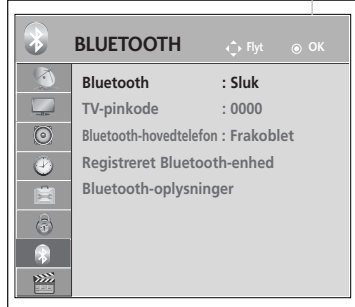 BLUETOOTH Flyt OK
Bluetooth : Sluk
TV-pinkode : 0000
Bluetooth-hovedtelefon : Frakoblet
Registreret Bluetooth-enhed
Bluetooth-oplysninger